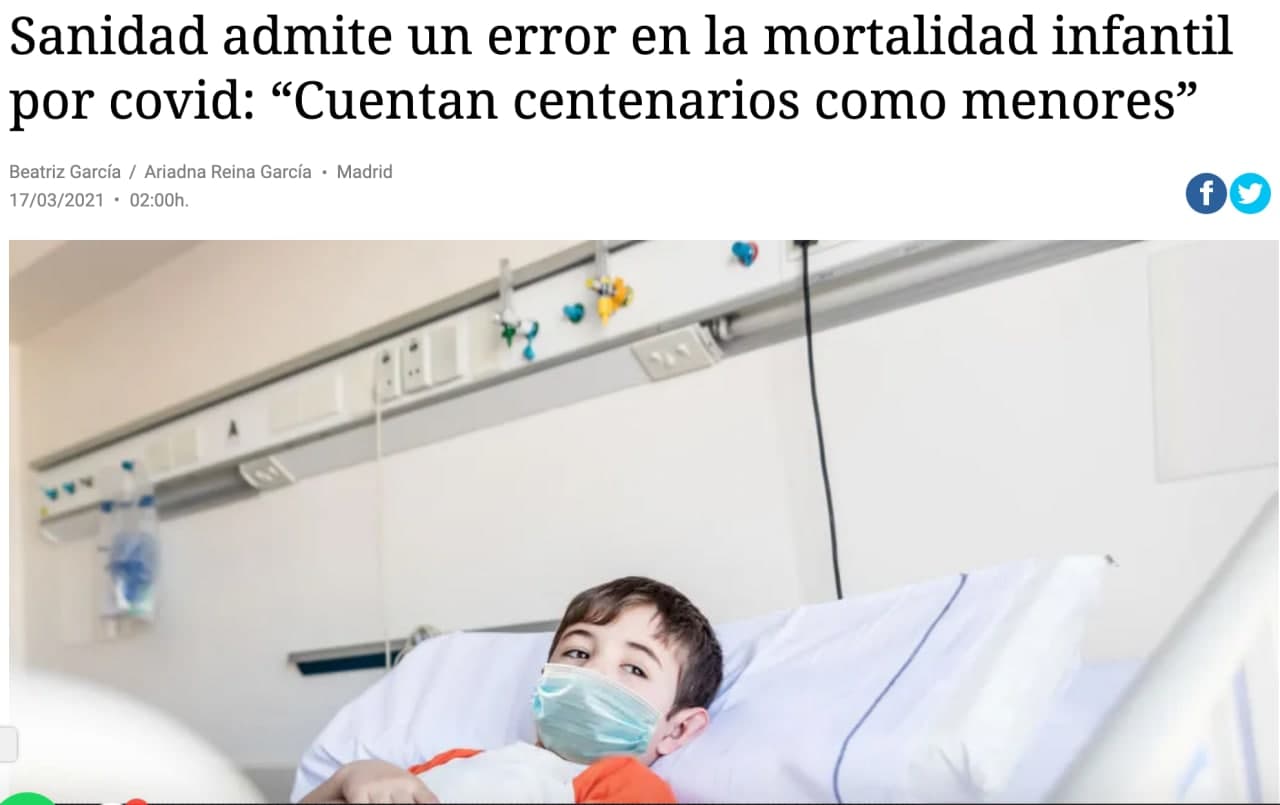 Sanidad admite un error en la mortalidad infantil
por covid: “Cuentan centenarios como menores”
Beatriz García / Ariadna Reina García • Madrid
17/03/2021 • 02:00h.
A